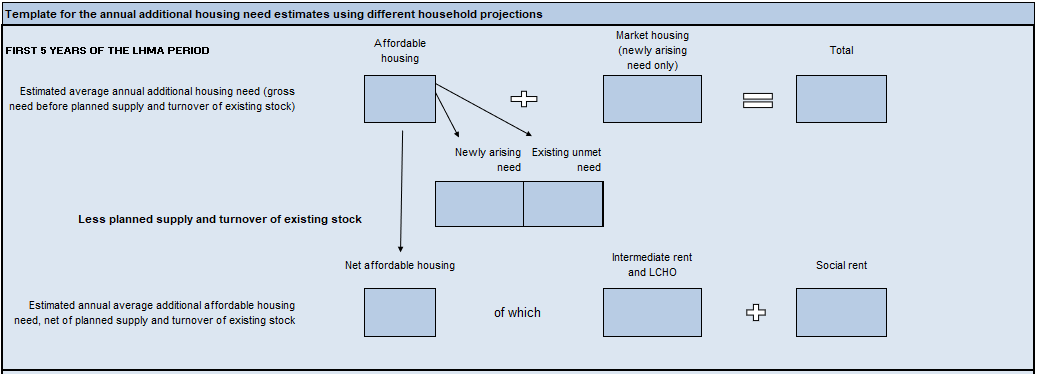 Template for the annual additional housing need estimates using different household projections
FIRST 5 YEARS OF THE LHMA PERIOD
Affordable
housing
Market housing
(newly arising
need only)
Total
Estimated average annual additional housing need (gross
need before planned supply and turnover of existing stock)
Newly arising
need
Existing unmet
need
Less planned supply and turnover of existing stock
Net affordable housing
Intermediate rent
and LCHO
Social rent
Estimated annual average additional affordable housing
need, net of planned supply and turnover of existing stock
of which